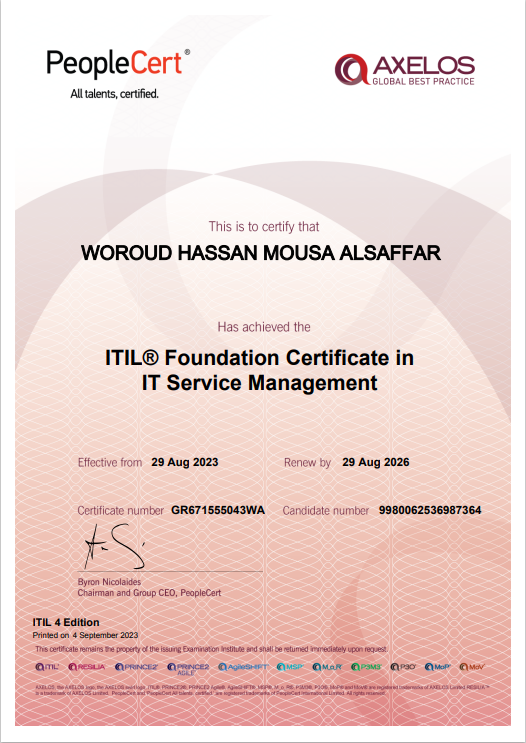 PeopleCert®
All talents, certified.
AXELOS
GLOBAL BEST PRACTICE
This is to certify that
WOROUD HASSAN MOUSA ALSAFFAR
Has achieved the
ITIL® Foundation Certificate in
IT Service Management
Effective from 29 Aug 2023 Renew by 29 Aug 2026
Certificate number GR671555043WA Candidate number 9980062536987364
Byron Nicolaides
Chairman and Group CEO, PeopleCert
ITIL 4 Edition
Printed on 4 September 2023
This certificate remains the property of the issuing Examination Institute and shall be returned immediately upon request.
ITIL® RESILIA™ PRINCE2® PRINCE2 AGILE® AgileSHIFT® MSP® M_o_R® P3M3® P3O® MoP® MoV®